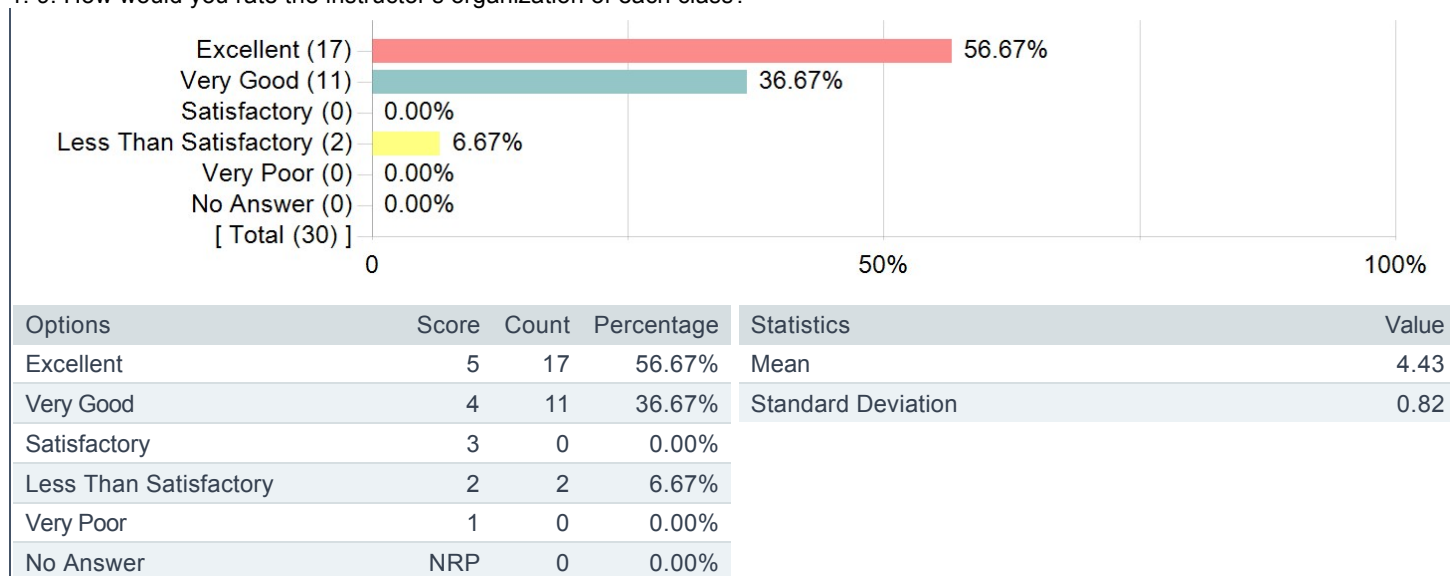 Excellent (17) 56.67%
Very Good (11) 36.67%
Satisfactory (0) 0.00%
Less Than Satisfactory (2) 6.67%
Very Poor (0) 0.00%
No Answer (0) 0.00%
[ Total (30) ]
0 50% 100%
Options Score Count Percentage Statistics Value
Excellent 5 17 56.67% Mean 4.43
Very Good 4 11 36.67% Standard Deviation 0.82
Satisfactory 3 0 0.00%
Less Than Satisfactory 2 2 6.67%
Very Poor 1 0 0.00%
No Answer NRP 0 0.00%